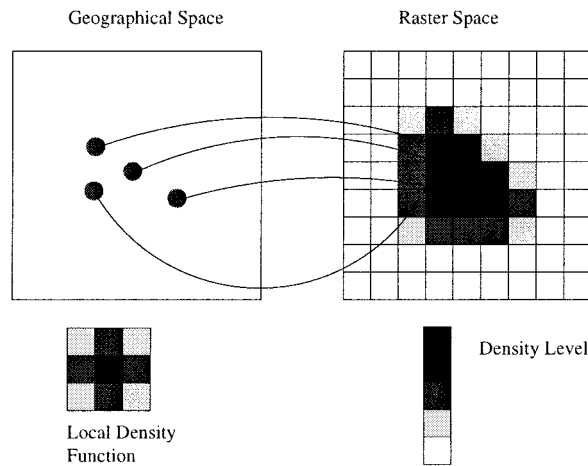 Geographical Space
Raster Space
Density Level
Local Density
Function